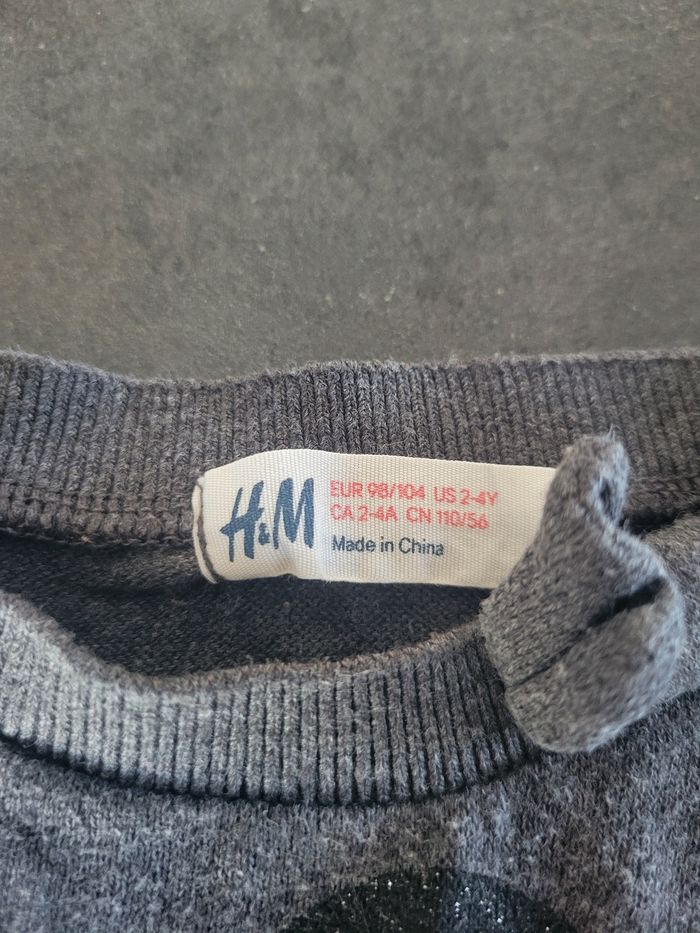 H&M
EUR 98/104 US 2-4Y
CA 2-4A CN 110/56
Made in China